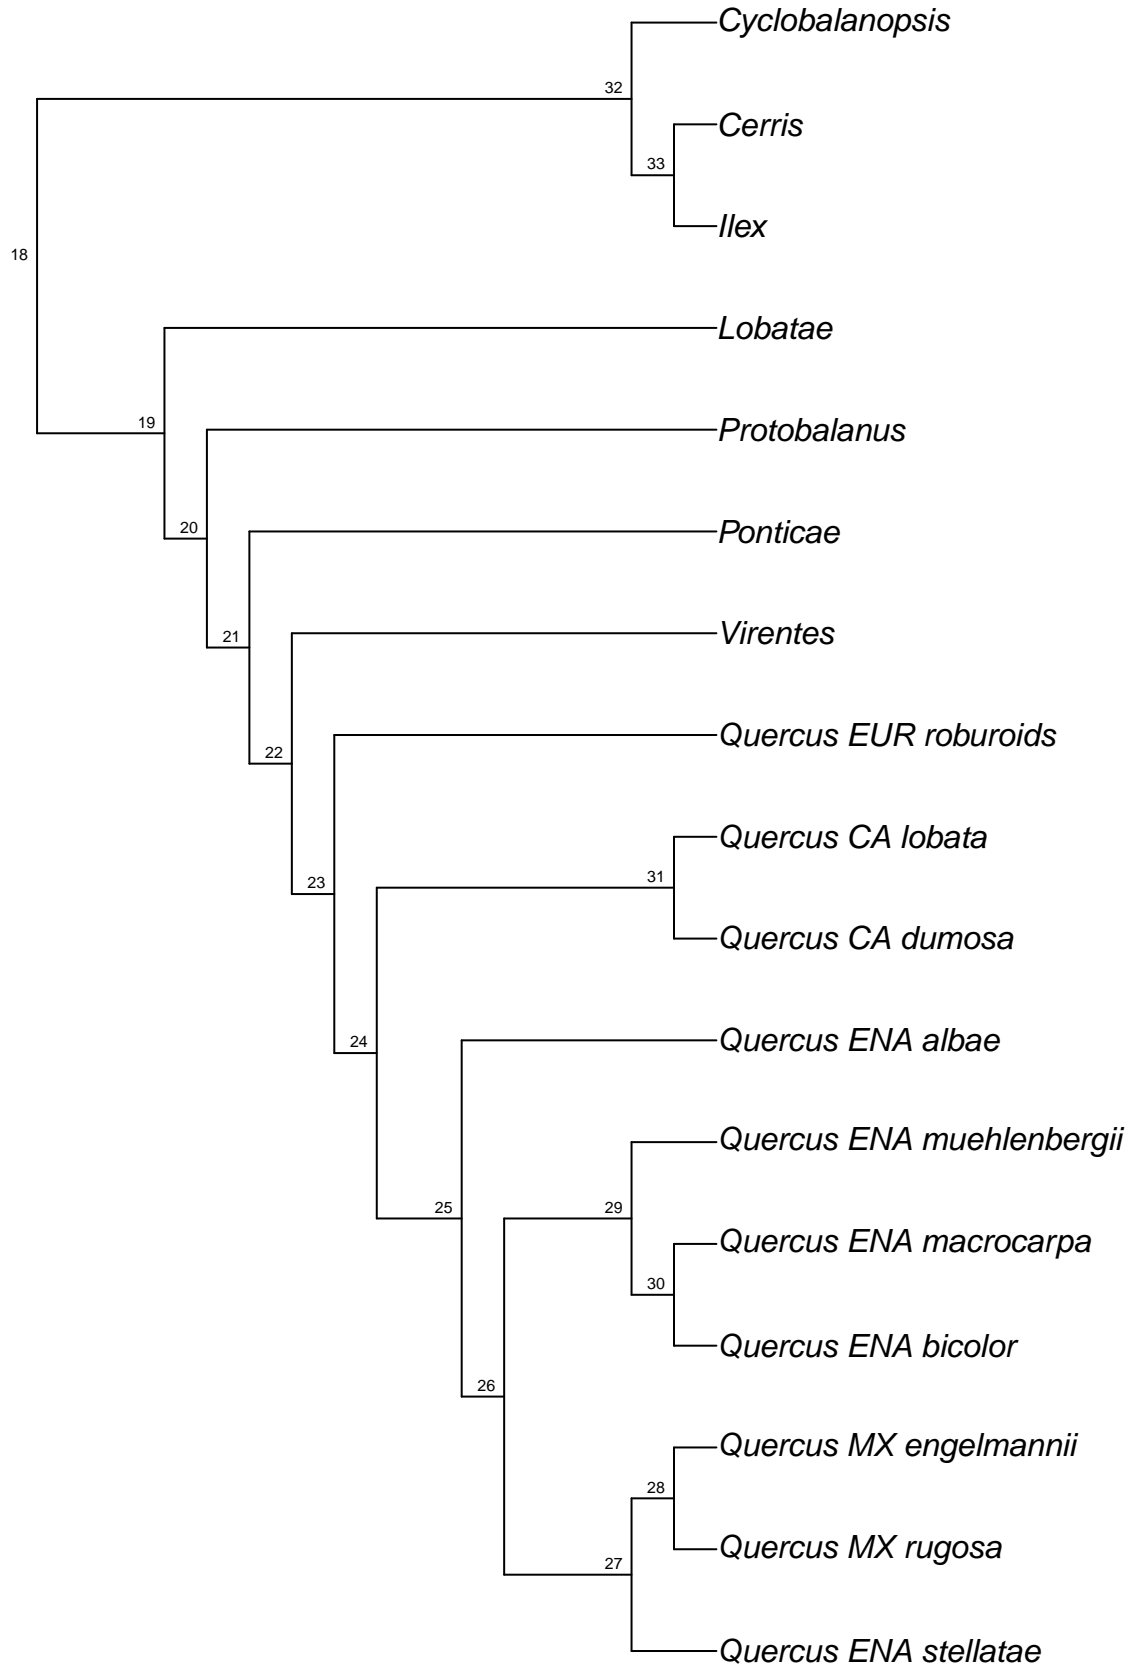 Cyclobalanopsis
32
Cerris
33
Ilex
18
Lobatae
19
Protobalanus
20
Ponticae
21
Virentes
22
Quercus EUR roburoids
23
Quercus CA lobata
31
Quercus CA dumosa
24
Quercus ENA albae
Quercus ENA muehlenbergii
25
29
Quercus ENA macrocarpa
30
Quercus ENA bicolor
26
Quercus MX engelmannii
28
Quercus MX rugosa
27
Quercus ENA stellatae